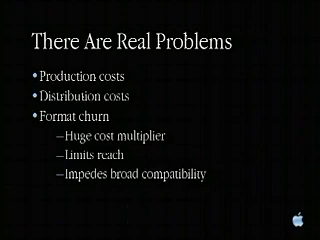 There Are Real Problems
• Production costs
• Distribution costs
• Format churn
– Huge cost multiplier
– Limits reach
– Impedes broad compatibility